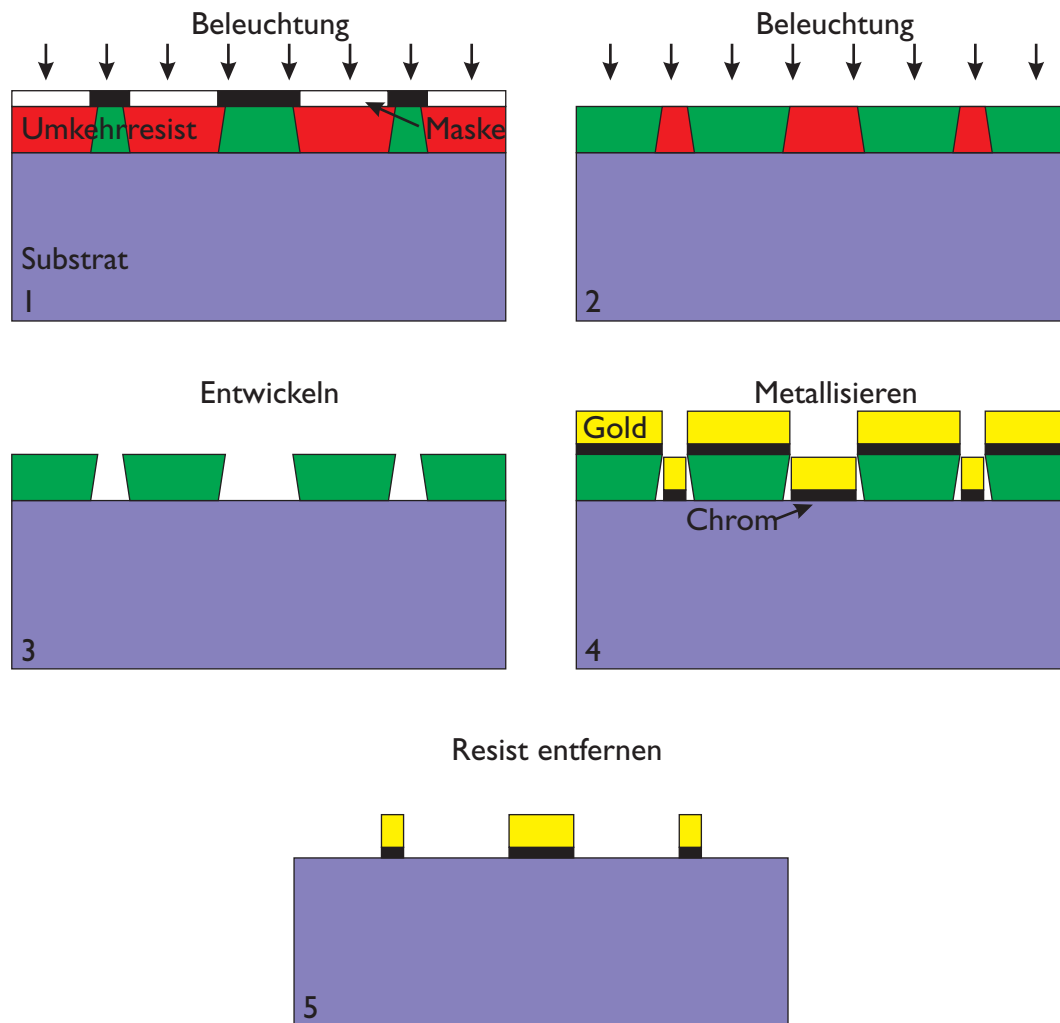 Beleuchtung
Beleuchtung
Umkehrresist
Maske
Substrat
1
2
Entwickeln
Metallisieren
Gold
Chrom
3
4
Resist entfernen
5